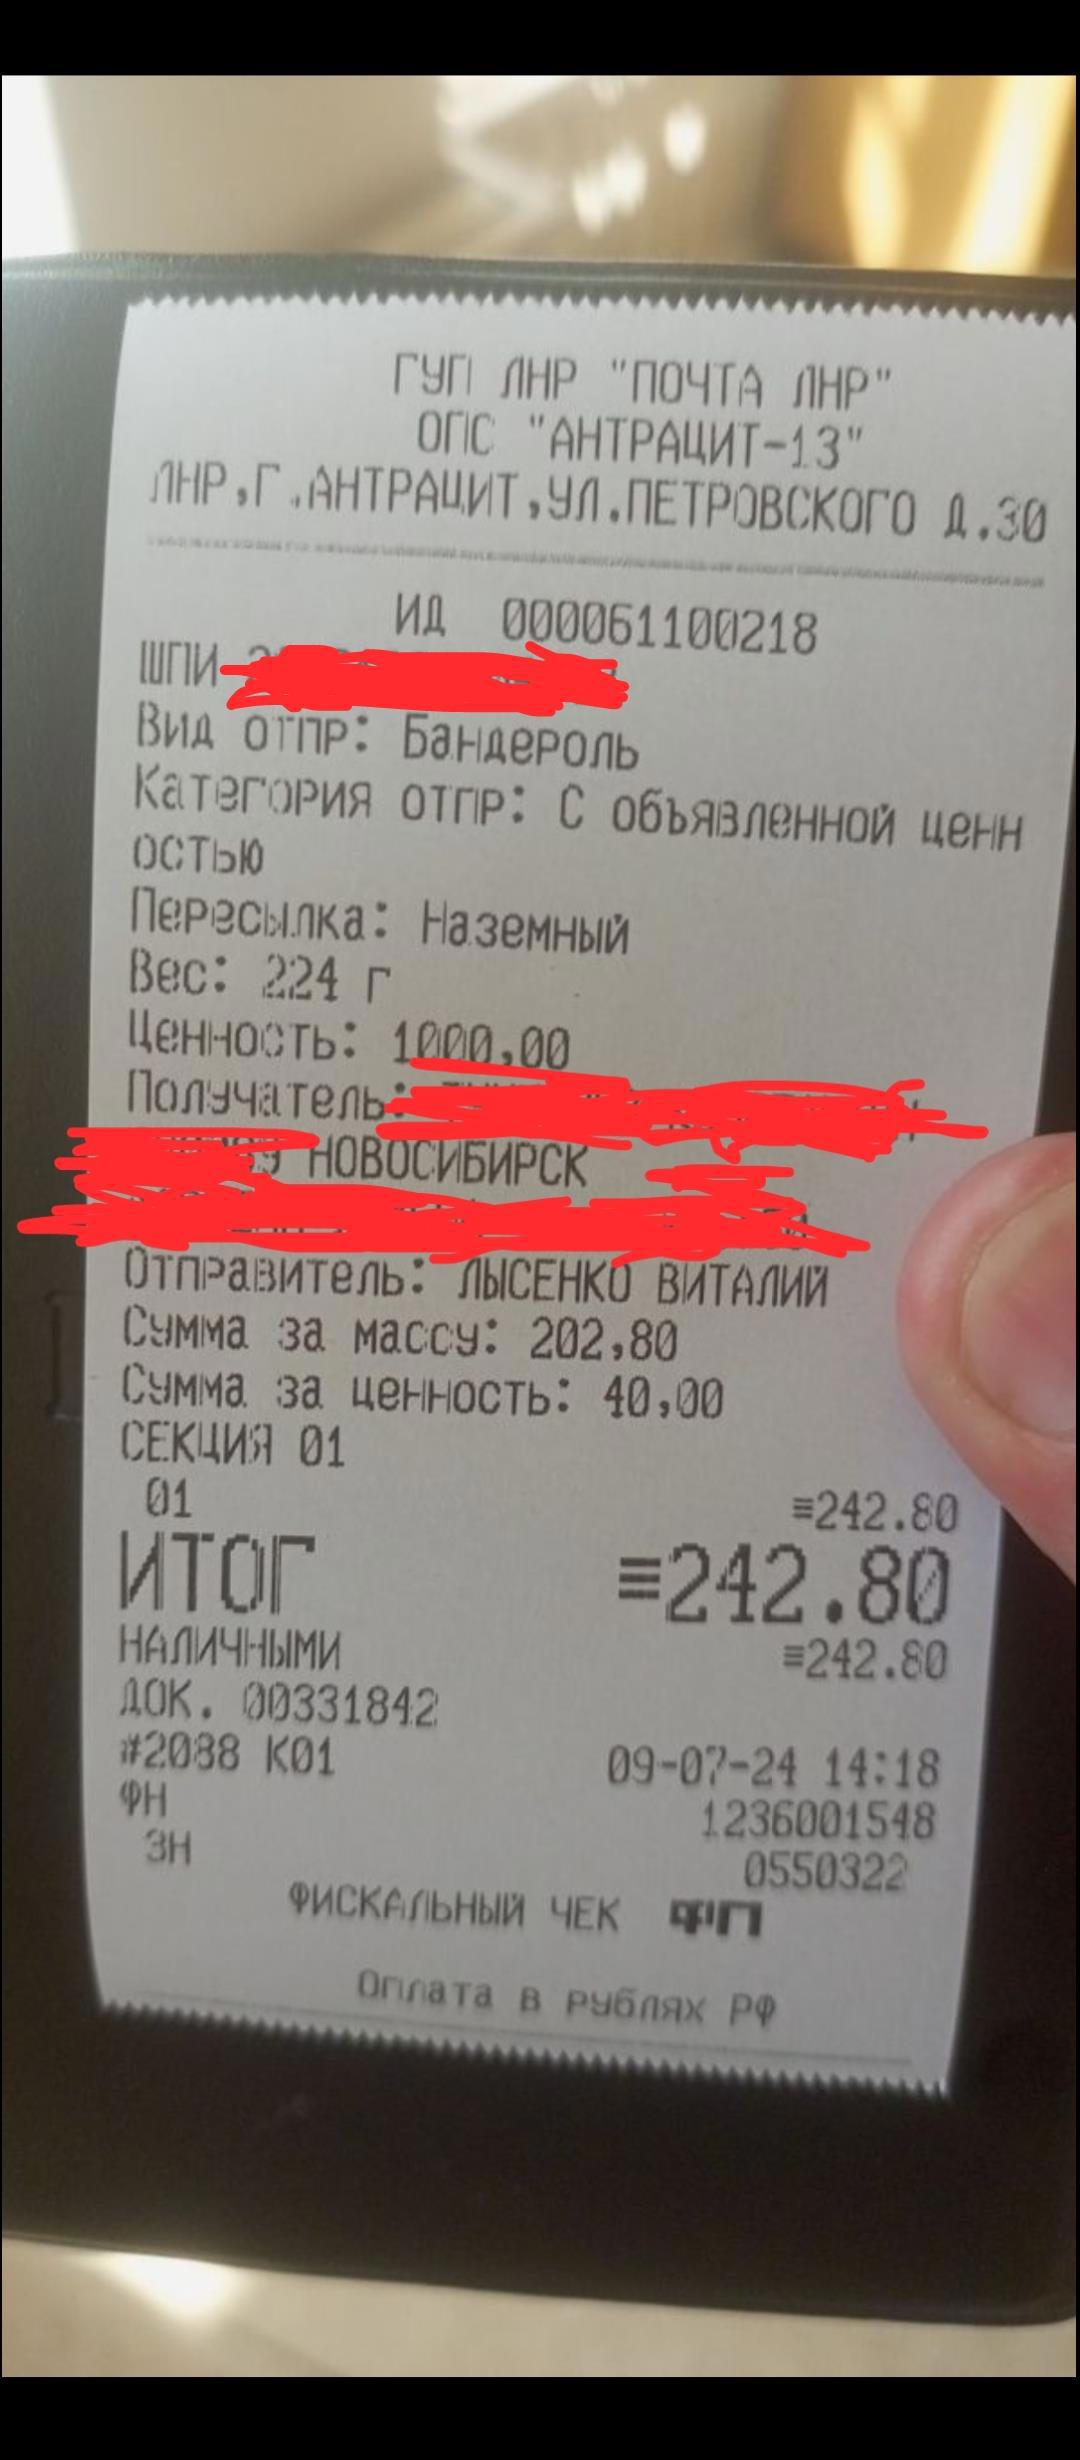 ГУП ЛНР "ПОЧТА ЛНР"
ОПС "АНТРАЦИТ-13"
ЛНР,Г.АНТРАЦИТ,УЛ.ПЕТРОВСКОГО Д.30
ИД 000061100218
ШПИ
Вид отпр: Бандероль
Категория отпр: С объявленной ценн
остью
Пересылка: Наземный
Вес: 224 г
Ценность: 1000,00
Получатель:
НОВОСИБИРСК
Отправитель: ЛЫСЕНКО ВИТАЛИЙ
Сумма за массу: 202,80
Сумма за ценность: 40,00
СЕКЦИЯ 01
01 ≡242.80
ИТОГ ≡242.80
НАЛИЧНЫМИ ≡242.80
ДОК. 00331842
#2088 К01 09-07-24 14:18
ФН 1236001548
ЗН 0550322
ФИСКАЛЬНЫЙ ЧЕК ФП
Оплата в рублях РФ